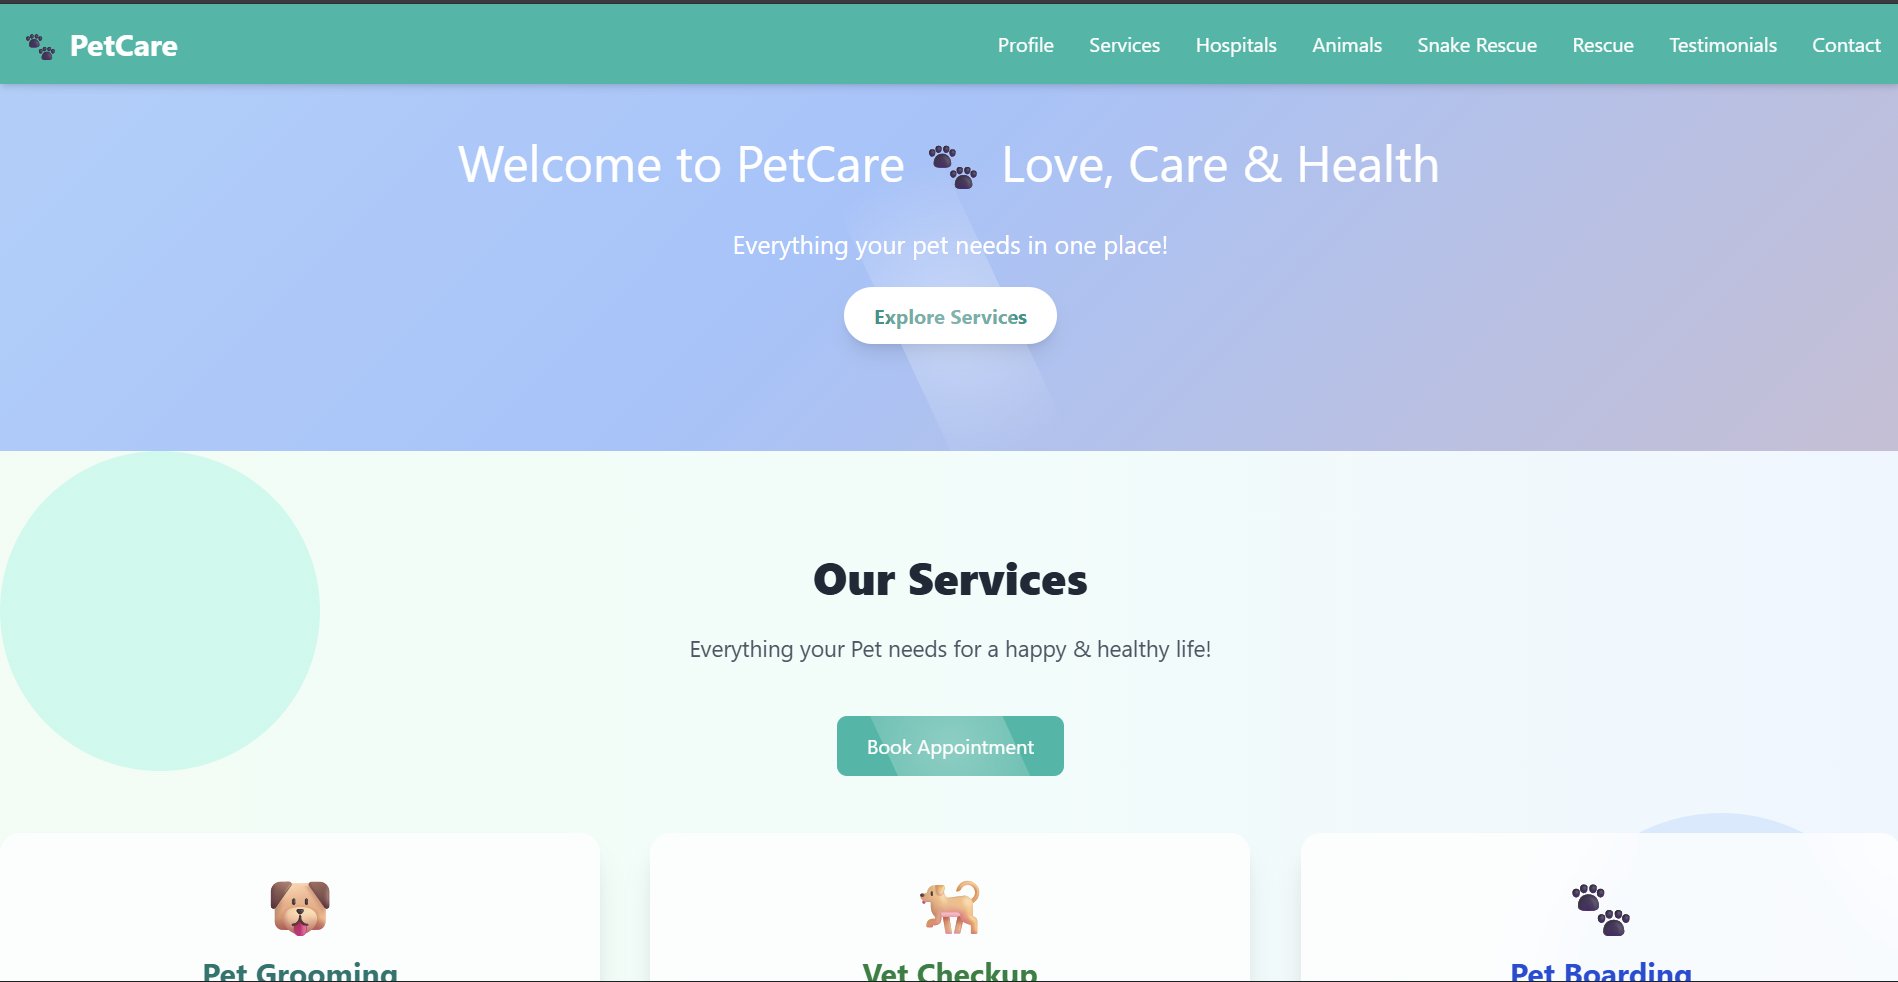 🐾 PetCare
Profile Services Hospitals Animals Snake Rescue Rescue Testimonials Contact
Welcome to PetCare 🐾 Love, Care & Health
Everything your pet needs in one place!
Explore Services
Our Services
Everything your Pet needs for a happy & healthy life!
Book Appointment
Pet Grooming
Vet Checkup
Pet Boarding